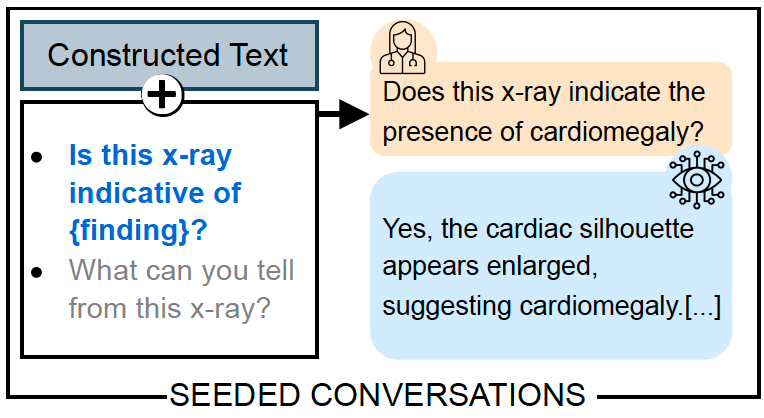 Constructed Text
• Is this x-ray
indicative of
{finding}?
• What can you tell
from this x-ray?
Does this x-ray indicate the
presence of cardiomegaly?
Yes, the cardiac silhouette
appears enlarged,
suggesting cardiomegaly.[...]
SEEDED CONVERSATIONS